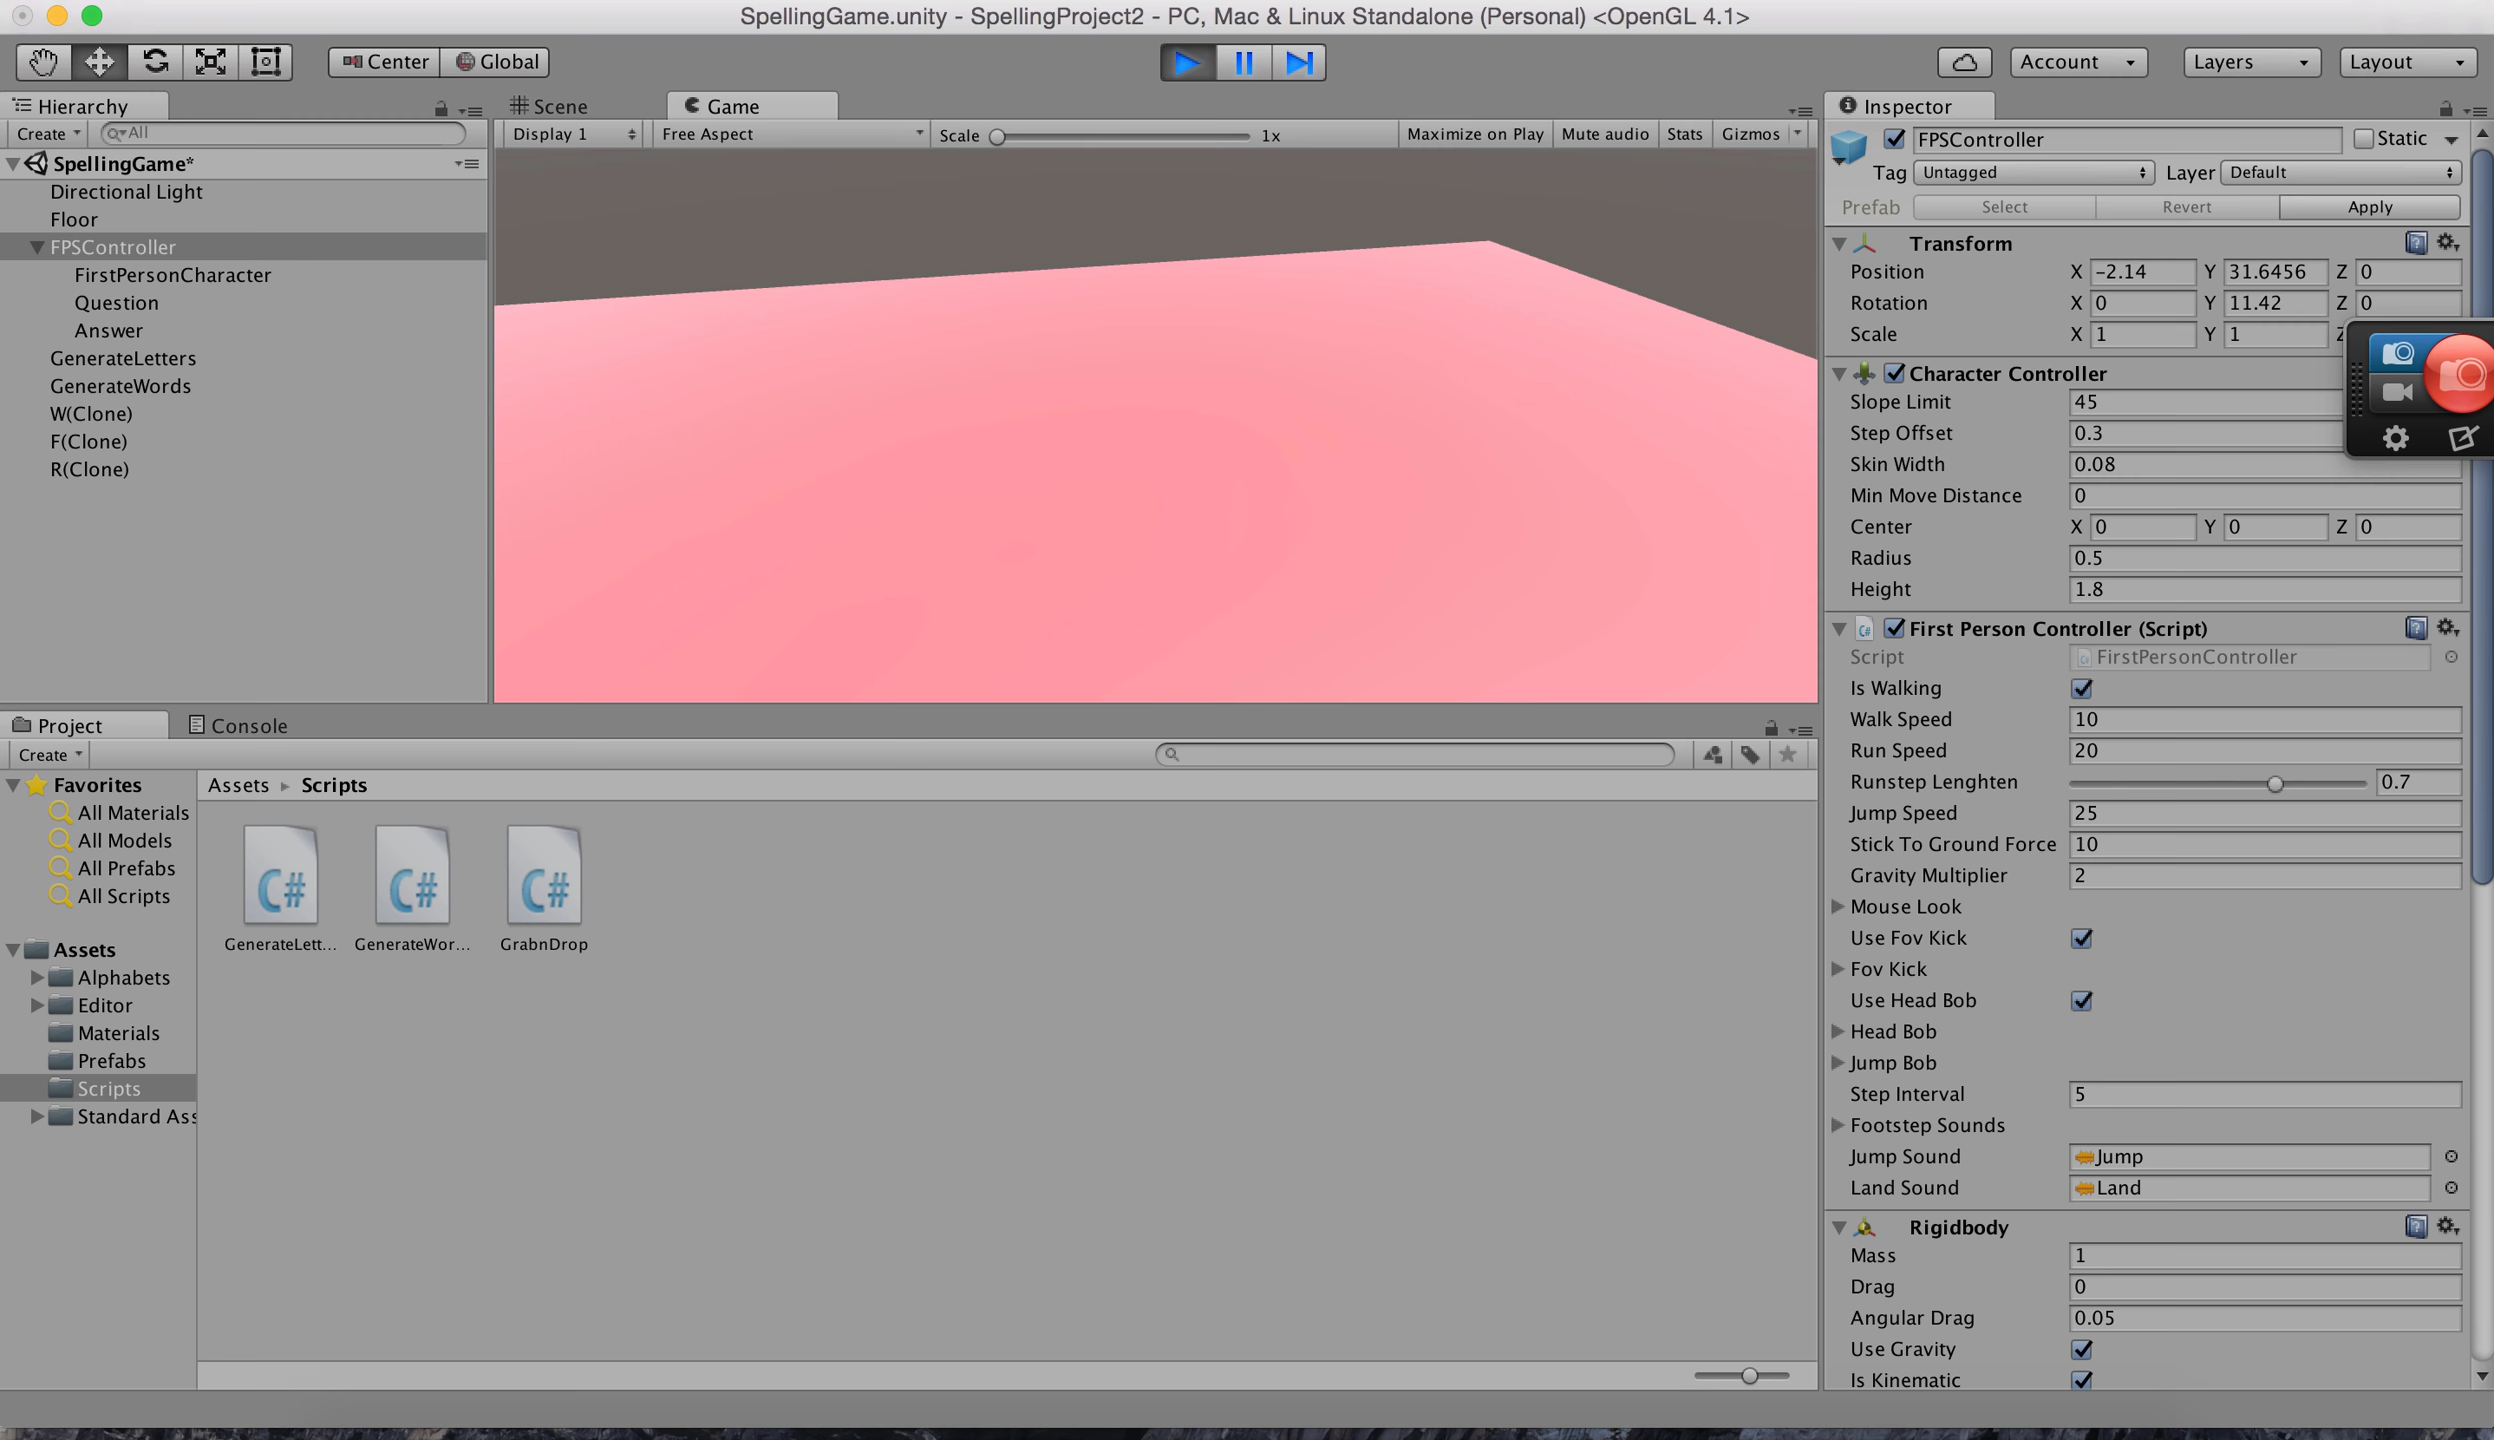 SpellingGame.unity - SpellingProject2 - PC, Mac & Linux Standalone (Personal) <OpenGL 4.1>
Center Global Account Layers Layout
Hierarchy
Create All
SpellingGame*
Directional Light
Floor
FPSController
FirstPersonCharacter
Question
Answer
GenerateLetters
GenerateWords
W(Clone)
F(Clone)
R(Clone)
Scene Game
Display 1 Free Aspect Scale 1x Maximize on Play Mute audio Stats Gizmos
Project Console
Create
Favorites
All Materials
All Models
All Prefabs
All Scripts
Assets
Alphabets
Editor
Materials
Prefabs
Scripts
Standard Ass
Assets Scripts
C# C# C#
GenerateLett... GenerateWor... GrabnDrop
Inspector
FPSController Static
Tag Untagged Layer Default
Prefab Select Revert Apply
Transform
Position X -2.14 Y 31.6456 Z 0
Rotation X 0 Y 11.42 Z 0
Scale X 1 Y 1 Z
Character Controller
Slope Limit 45
Step Offset 0.3
Skin Width 0.08
Min Move Distance 0
Center X 0 Y 0 Z 0
Radius 0.5
Height 1.8
First Person Controller (Script)
Script FirstPersonController
Is Walking
Walk Speed 10
Run Speed 20
Runstep Lenghten 0.7
Jump Speed 25
Stick To Ground Force 10
Gravity Multiplier 2
Mouse Look
Use Fov Kick
Fov Kick
Use Head Bob
Head Bob
Jump Bob
Step Interval 5
Footstep Sounds
Jump Sound Jump
Land Sound Land
Rigidbody
Mass 1
Drag 0
Angular Drag 0.05
Use Gravity
Is Kinematic